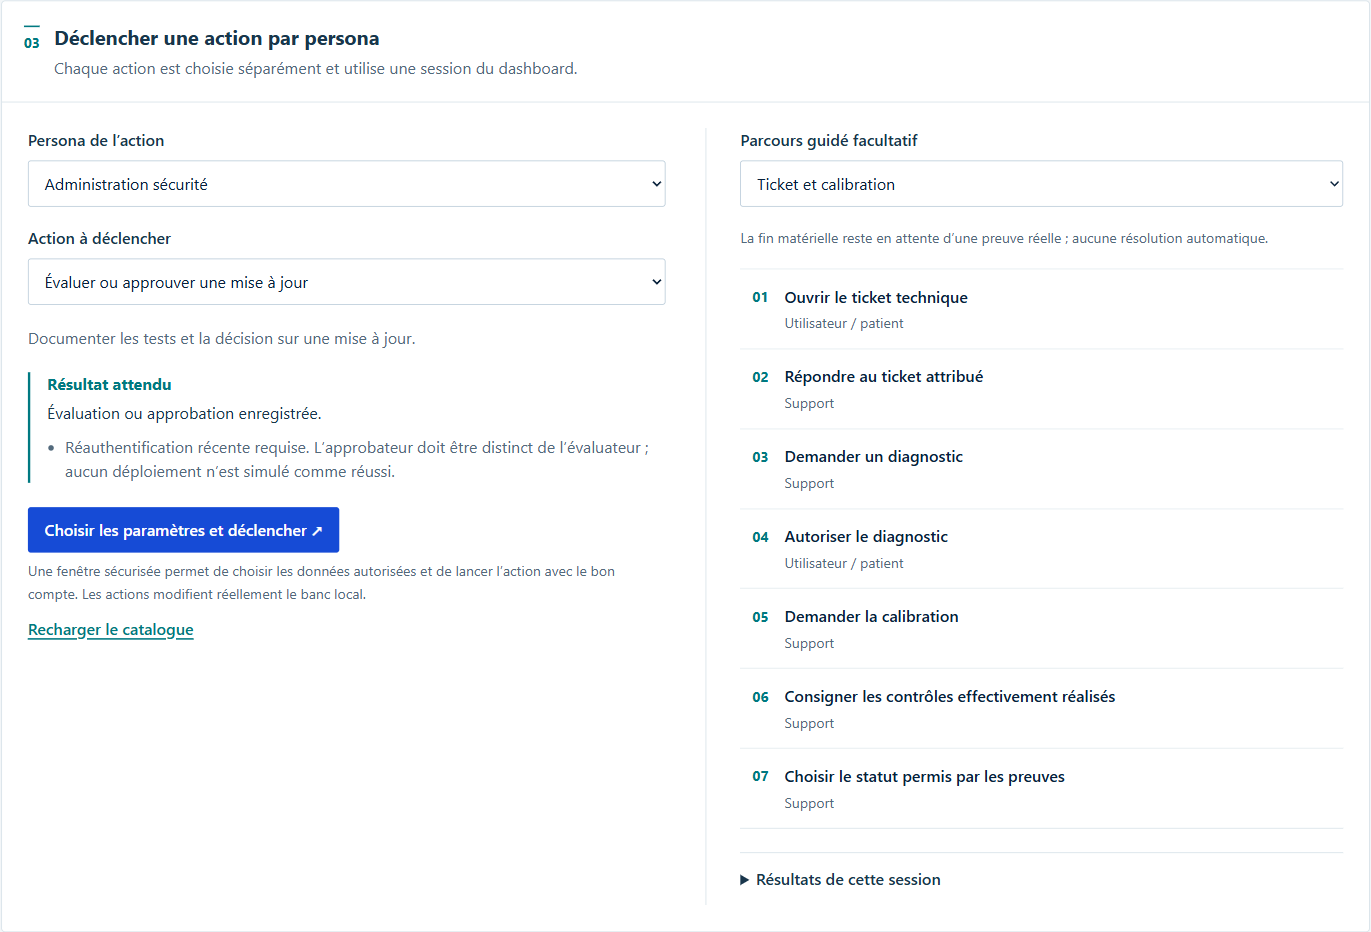 03
Déclencher une action par persona
Chaque action est choisie séparément et utilise une session du dashboard.
Persona de l’action
Administration sécurité
Action à déclencher
Évaluer ou approuver une mise à jour
Documenter les tests et la décision sur une mise à jour.
Résultat attendu
Évaluation ou approbation enregistrée.
• Réauthentification récente requise. L’approbateur doit être distinct de l’évaluateur ;
aucun déploiement n’est simulé comme réussi.
Choisir les paramètres et déclencher ↗
Une fenêtre sécurisée permet de choisir les données autorisées et de lancer l’action avec le bon
compte. Les actions modifient réellement le banc local.
Recharger le catalogue
Parcours guidé facultatif
Ticket et calibration
La fin matérielle reste en attente d’une preuve réelle ; aucune résolution automatique.
01 Ouvrir le ticket technique
Utilisateur / patient
02 Répondre au ticket attribué
Support
03 Demander un diagnostic
Support
04 Autoriser le diagnostic
Utilisateur / patient
05 Demander la calibration
Support
06 Consigner les contrôles effectivement réalisés
Support
07 Choisir le statut permis par les preuves
Support
▶ Résultats de cette session